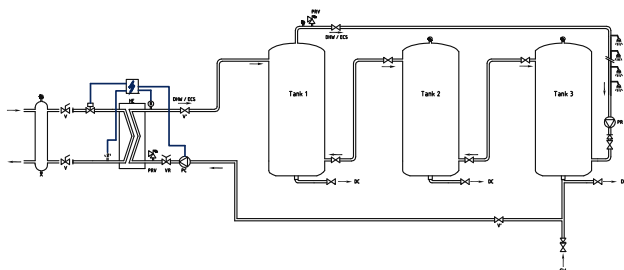 PRV
DHW / ECS
Tank 1
Tank 2
Tank 3
HE
DHW / ECS
V
V
V
PRV
VR
PC
PR
DC
DC
V